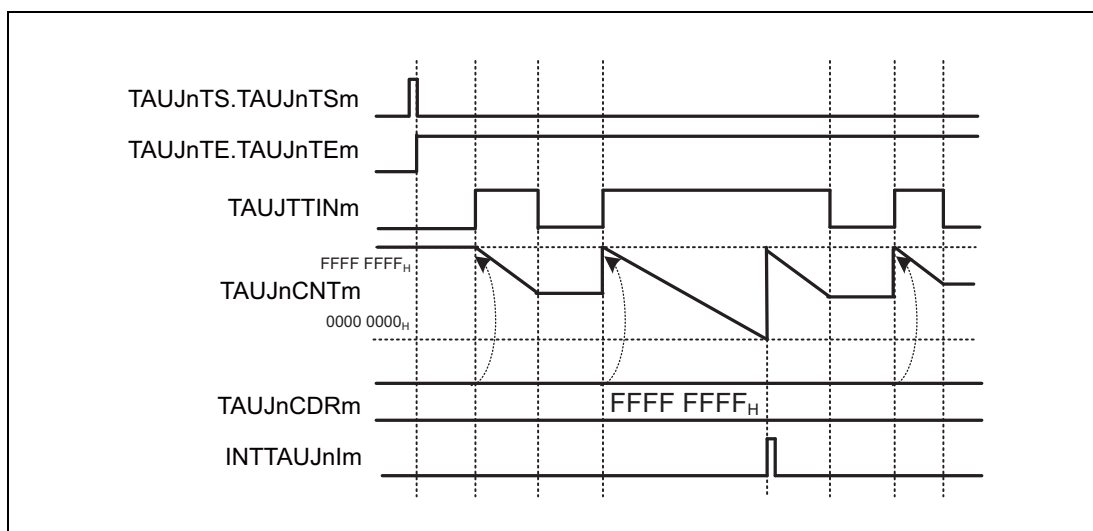 TAUJnTS.TAUJnTSm
TAUJnTE.TAUJnTEm
TAUJTTINm
FFFF FFFFH
TAUJnCNTm
0000 0000H
TAUJnCDRm
FFFF FFFFH
INTTAUJnIm